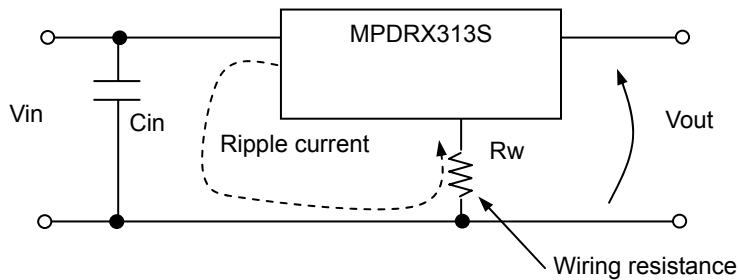 MPDRX313S
Vin
Cin
Ripple current
Rw
Vout
Wiring resistance